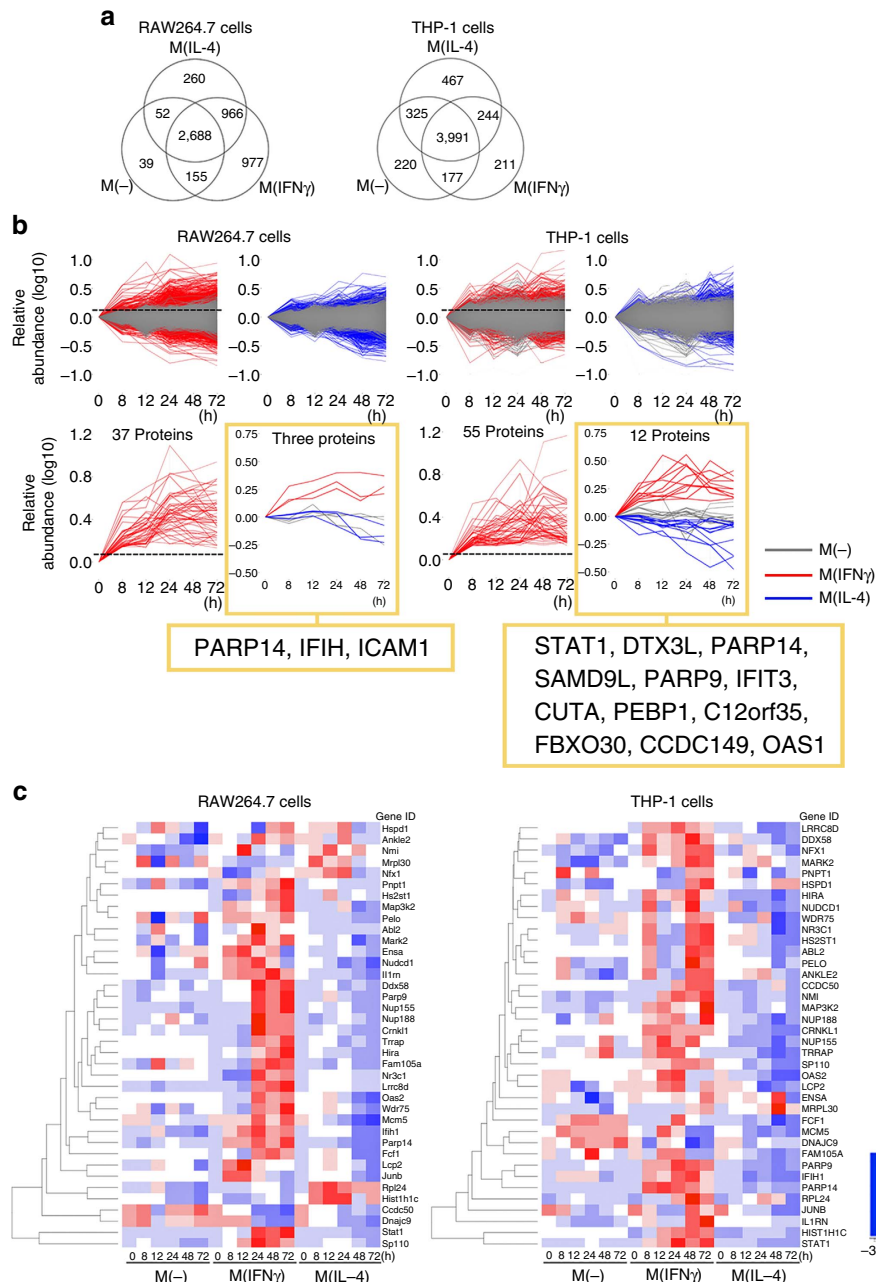 a
RAW264.7 cells
THP-1 cells
M(IL-4)
M(IL-4)
260
467
52
966
325
244
2,688
3,991
39
977
220
211
155
177
M(–)
M(IFNγ)
M(–)
M(IFNγ)
b
RAW264.7 cells
THP-1 cells
Relative abundance (log10)
1.0
0.5
0.0
–0.5
–1.0
1.0
0.5
0.0
–0.5
–1.0
1.0
0.5
0.0
–0.5
–1.0
1.0
0.5
0.0
–0.5
–1.0
0 8 12 24 48 72
(h)
0 8 12 24 48 72
(h)
0 8 12 24 48 72
(h)
0 8 12 24 48 72
(h)
Relative abundance (log10)
37 Proteins
1.2
0.8
0.4
0.0
0 8 12 24 48 72
(h)
Three proteins
0.75
0.50
0.25
0.00
–0.25
–0.50
0 8 12 24 48 72
(h)
55 Proteins
1.2
0.8
0.4
0.0
0 8 12 24 48 72
(h)
12 Proteins
0.75
0.50
0.25
0.00
–0.25
–0.50
0 8 12 24 48 72
(h)
M(–)
M(IFNγ)
M(IL-4)
PARP14, IFIH, ICAM1
STAT1, DTX3L, PARP14,
SAMD9L, PARP9, IFIT3,
CUTA, PEBP1, C12orf35,
FBXO30, CCDC149, OAS1
c
RAW264.7 cells
Gene ID
Hspd1
Ankle2
Nmi
Mrpl30
Nfx1
Pnpt1
Hs2st1
Map3k2
Pelo
Abl2
Mark2
Ensa
Nudcd1
Il1rn
Ddx58
Parp9
Nup155
Nup188
Crnkl1
Trrap
Hira
Fam105a
Nr3c1
Lrrc8d
Oas2
Wdr75
Mcm5
Ifih1
Parp14
Fcf1
Lcp2
Junb
Rpl24
Hist1h1c
Ccdc50
Dnajc9
Stat1
Sp110
0 8 12 24 48 72 0 8 12 24 48 72 0 8 12 24 48 72 (h)
M(–)
M(IFNγ)
M(IL–4)
THP-1 cells
Gene ID
LRRC8D
DDX58
NFX1
MARK2
PNPT1
HSPD1
HIRA
NUDCD1
WDR75
NR3C1
HS2ST1
ABL2
PELO
ANKLE2
CCDC50
NMI
MAP3K2
NUP188
CRNKL1
NUP155
TRRAP
SP110
OAS2
LCP2
ENSA
MRPL30
FCF1
MCM5
DNAJC9
FAM105A
PARP9
IFIH1
PARP14
RPL24
JUNB
IL1RN
HIST1H1C
STAT1
0 8 12 24 48 72 0 8 12 24 48 72 0 8 12 24 48 72 (h)
M(–)
M(IFNγ)
M(IL-4)
–3